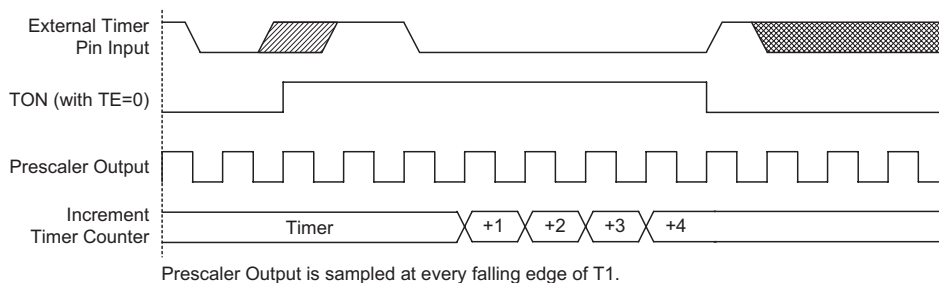 External Timer
Pin Input
TON (with TE=0)
Prescaler Output
Increment
Timer Counter
Timer
+1
+2
+3
+4
Prescaler Output is sampled at every falling edge of T1.